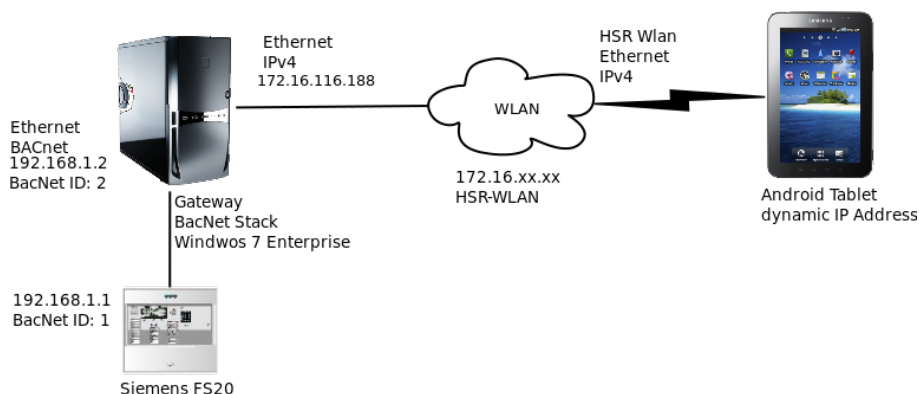 Ethernet
IPv4
172.16.116.188
HSR Wlan
Ethernet
IPv4
SAMSUNG
Ethernet
BACnet
192.168.1.2
BacNet ID: 2
WLAN
172.16.xx.xx
HSR-WLAN
Android Tablet
dynamic IP Address
Gateway
BacNet Stack
Windwos 7 Enterprise
192.168.1.1
BacNet ID: 1
Siemens FS20